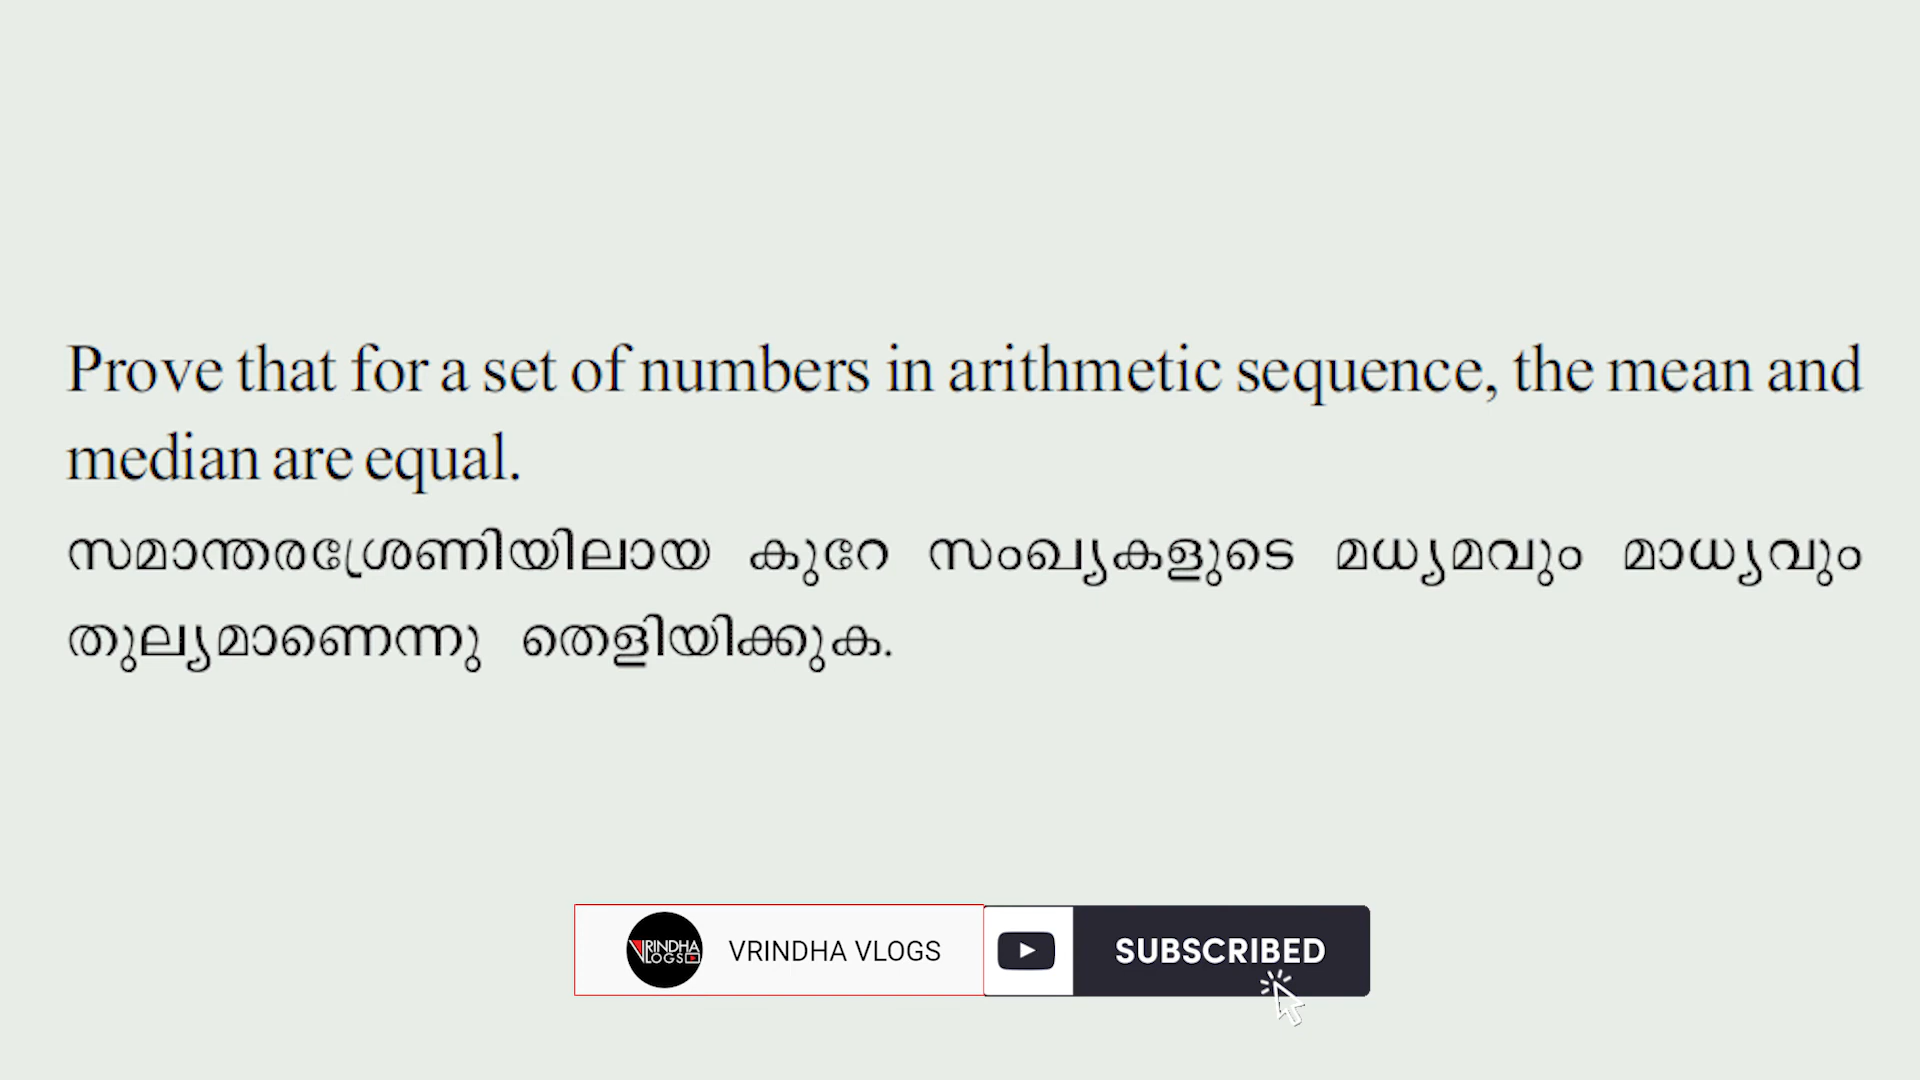 Prove that for a set of numbers in arithmetic sequence, the mean and
median are equal.
സമാന്തരശ്രേണിയിലായ കുറേ സംഖ്യകളുടെ മധ്യമവും മാധ്യവും
തുല്യമാണെന്നു തെളിയിക്കുക.
VRINDHA VLOGS
VRINDHA VLOGS SUBSCRIBED